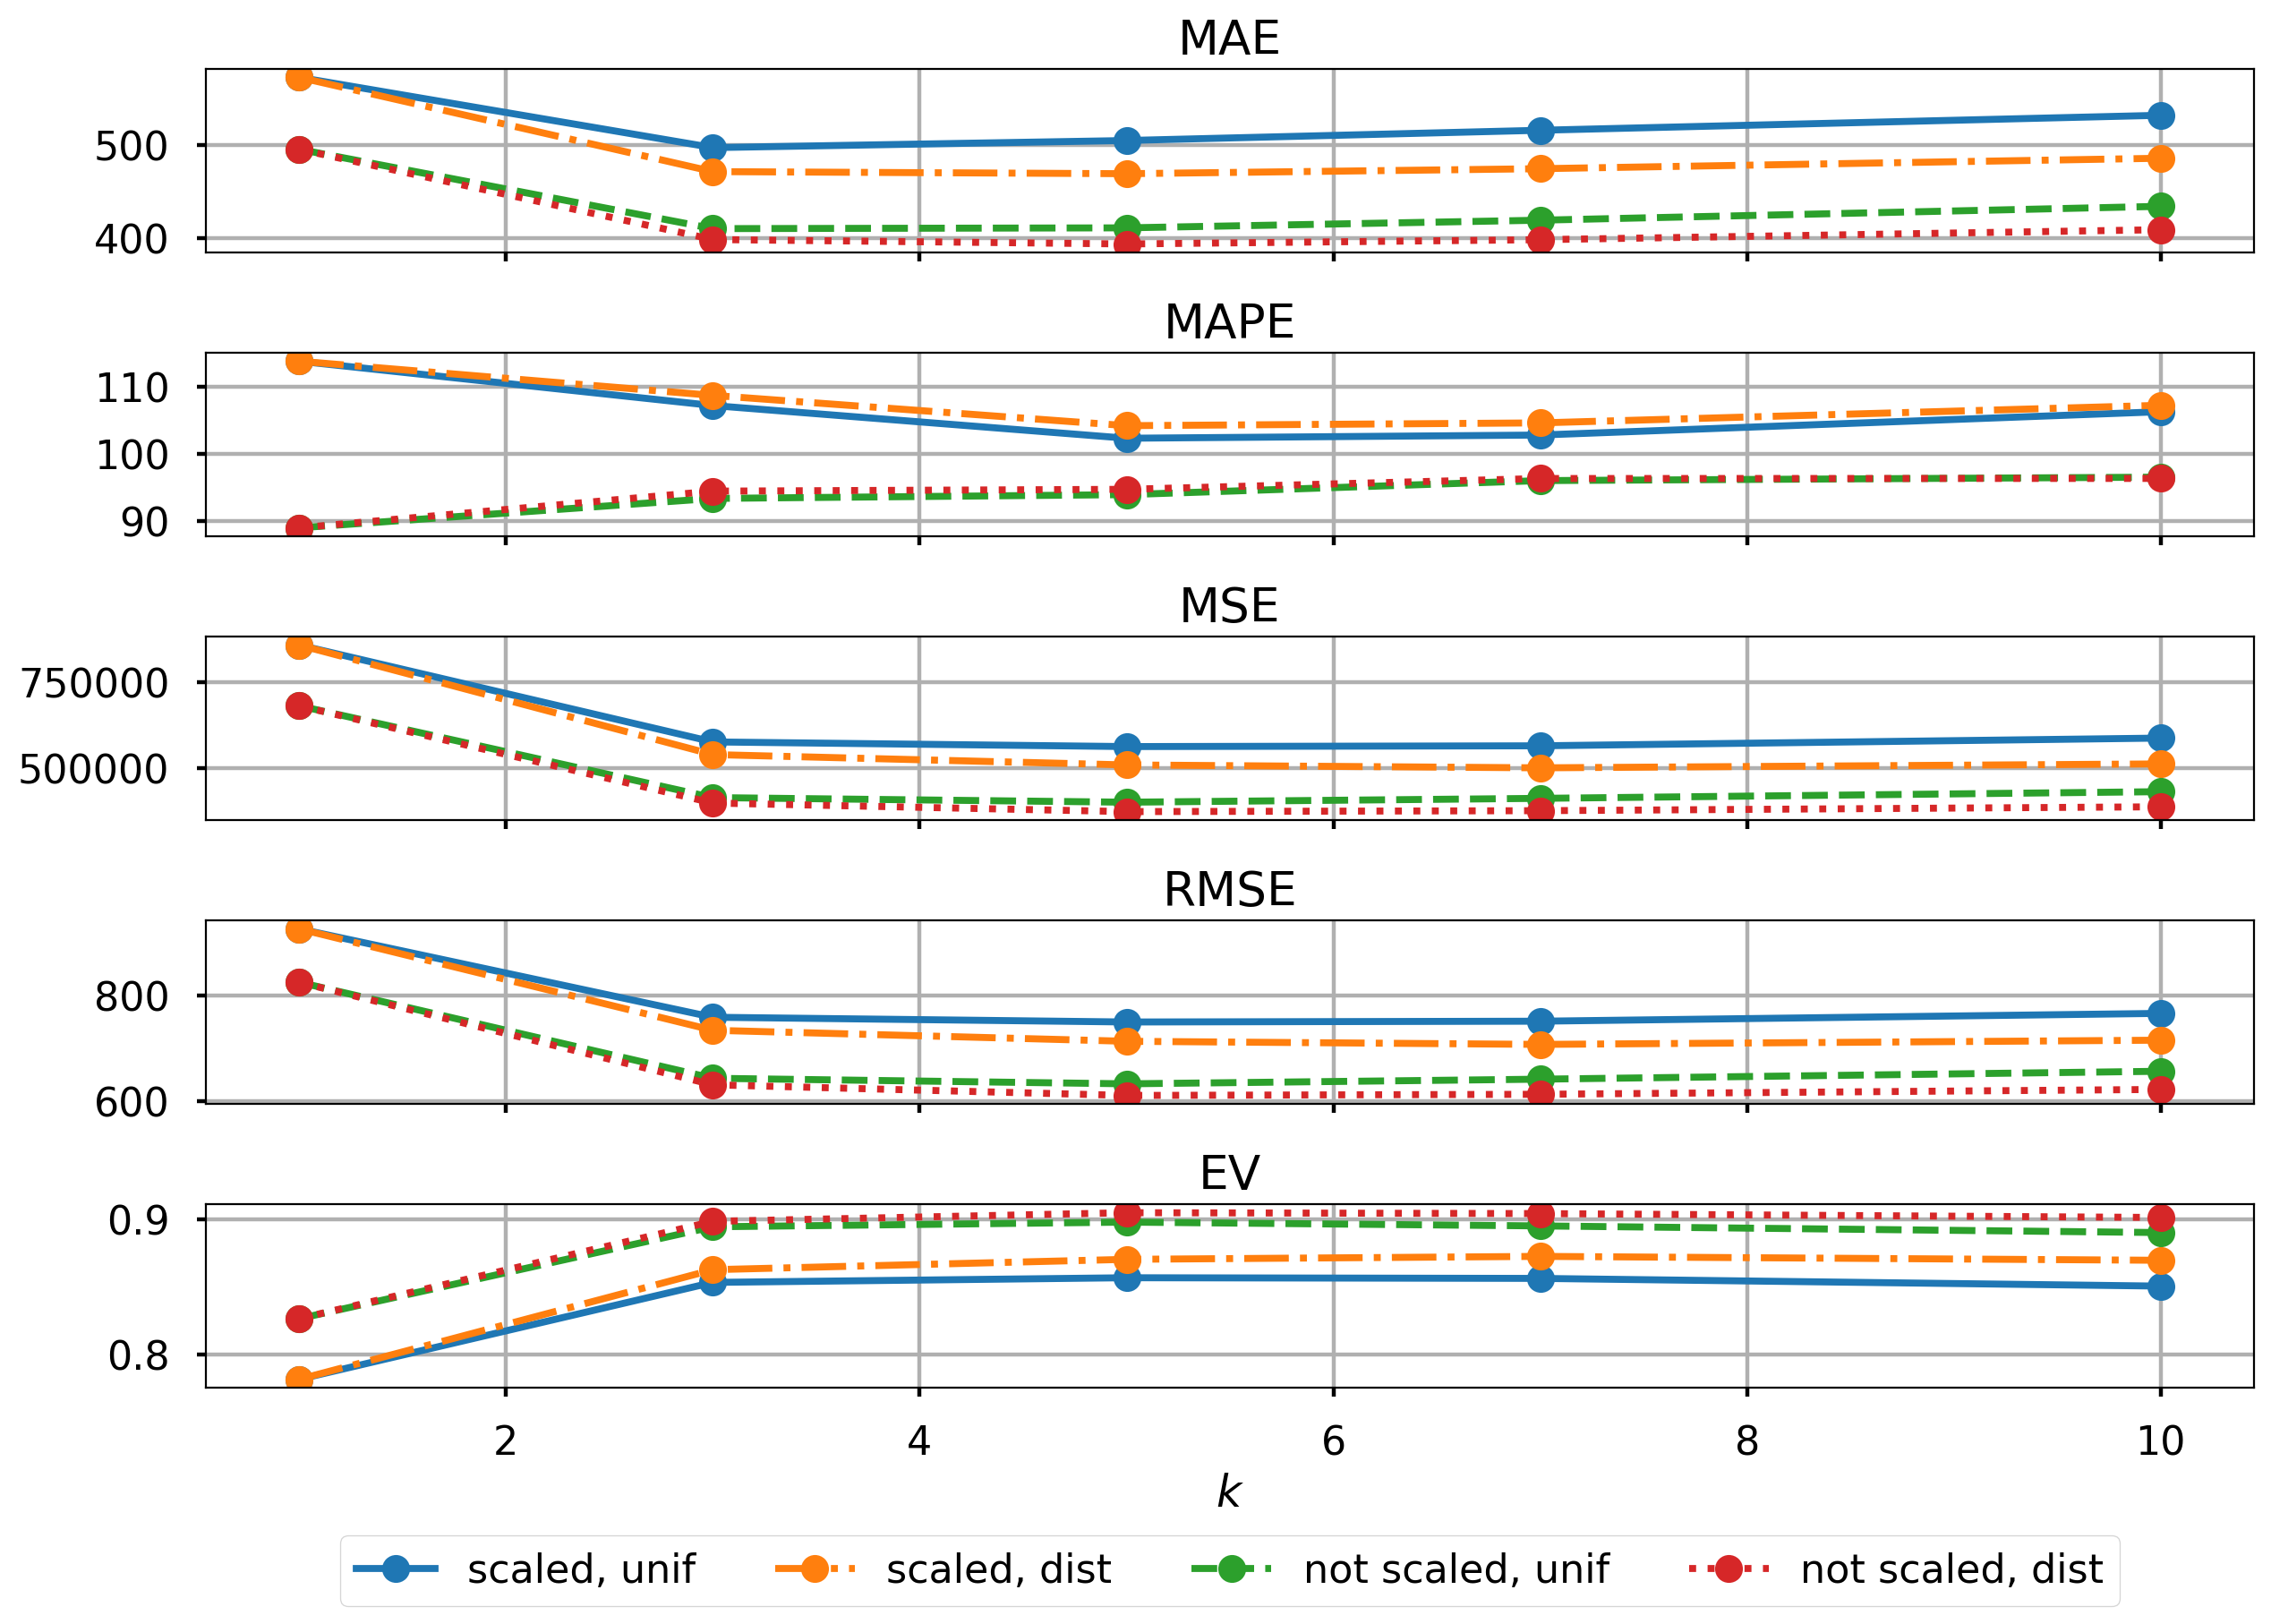 MAE
500
400
MAPE
110
100
90
MSE
750000
500000
RMSE
800
600
EV
0.9
0.8
2 4 6 8 10
k
scaled, unif scaled, dist not scaled, unif not scaled, dist